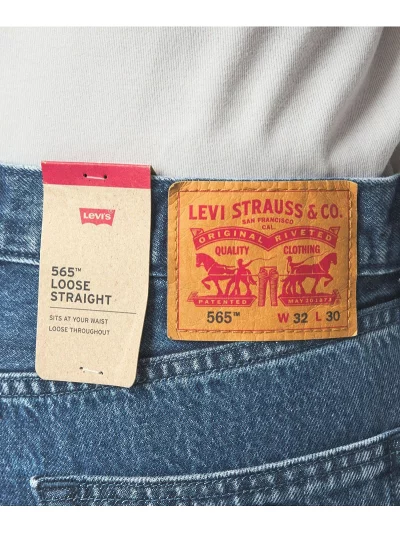 Levi's
565™
LOOSE
STRAIGHT
SITS AT YOUR WAIST
LOOSE THROUGHOUT
LEVI STRAUSS & CO.
SAN FRANCISCO
CAL.
ORIGINAL RIVETED
QUALITY CLOTHING
PATENTED MAY 20 1873
565™ W 32 L 30